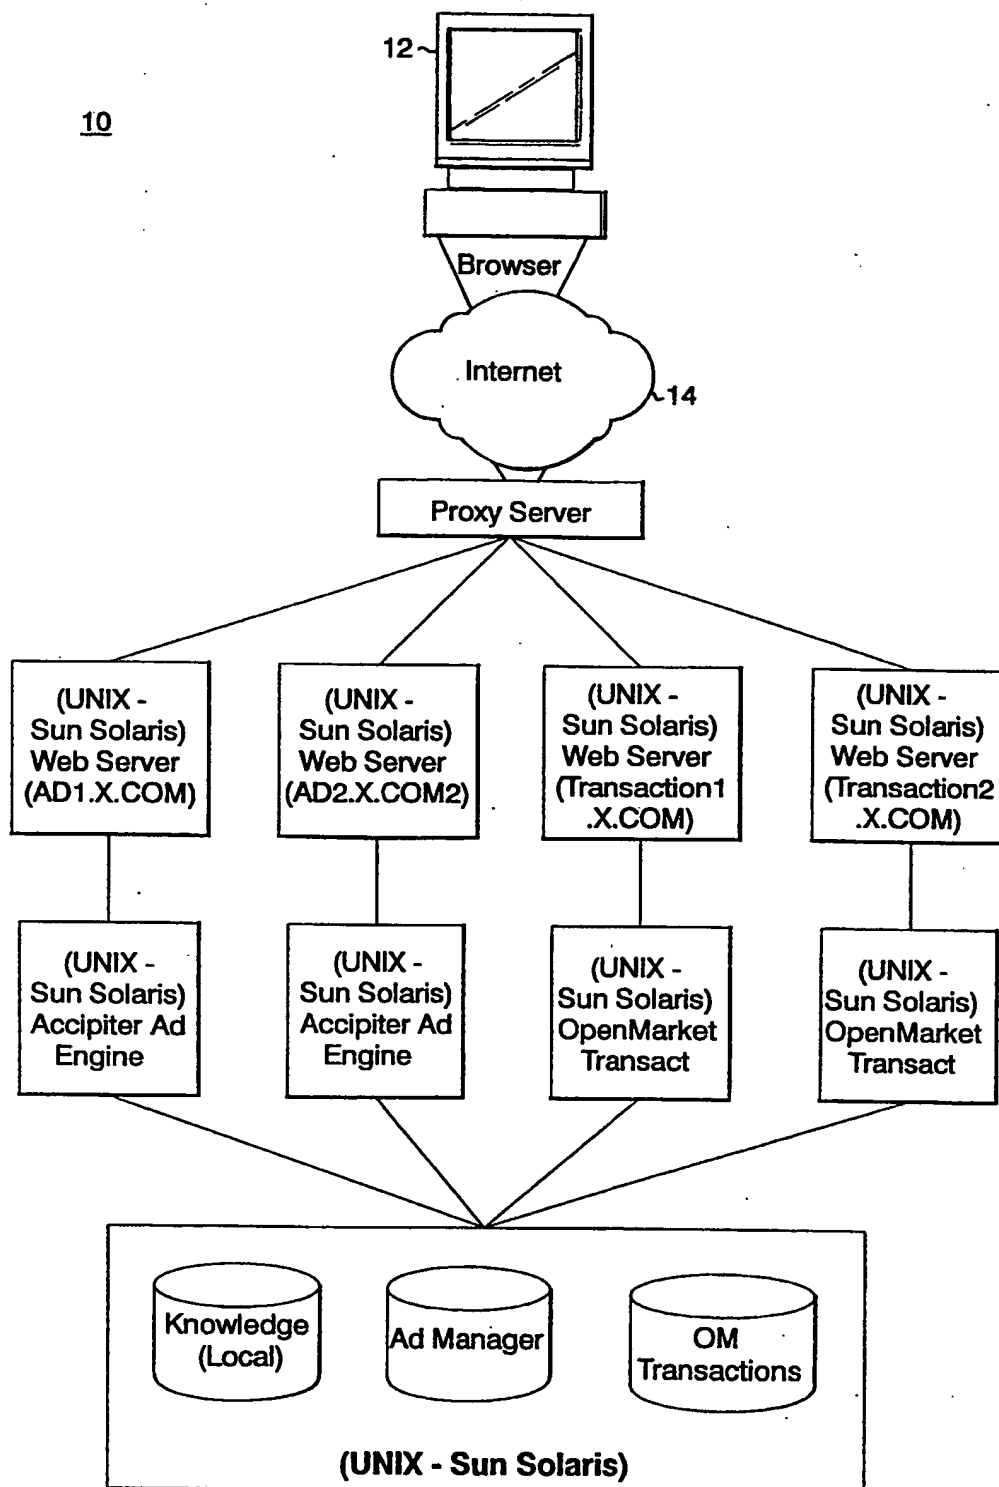 12
10
Browser
Internet
14
Proxy Server
(UNIX -
Sun Solaris)
Web Server
(AD1.X.COM)
(UNIX -
Sun Solaris)
Web Server
(AD2.X.COM2)
(UNIX -
Sun Solaris)
Web Server
(Transaction1
.X.COM)
(UNIX -
Sun Solaris)
Web Server
(Transaction2
.X.COM)
(UNIX -
Sun Solaris)
Accipiter Ad
Engine
(UNIX -
Sun Solaris)
Accipiter Ad
Engine
(UNIX -
Sun Solaris)
OpenMarket
Transact
(UNIX -
Sun Solaris)
OpenMarket
Transact
Knowledge
(Local)
Ad Manager
OM
Transactions
(UNIX - Sun Solaris)